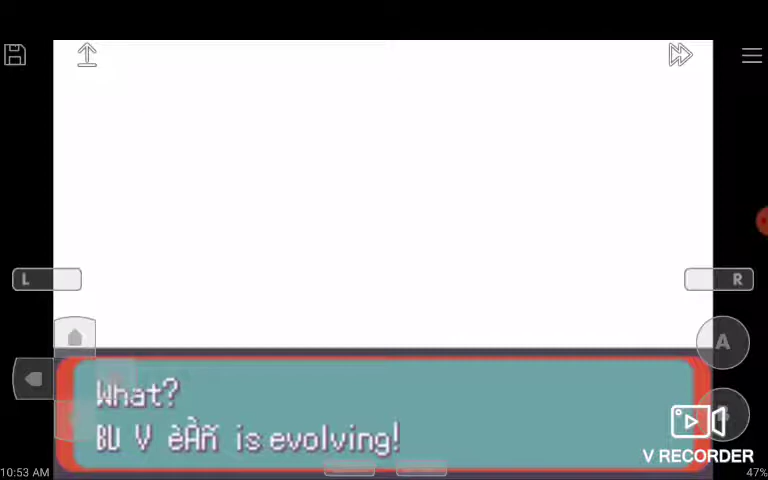 L
R
A
What?
BU V èÀñ is evolving!
V RECORDER
10:53 AM
47%